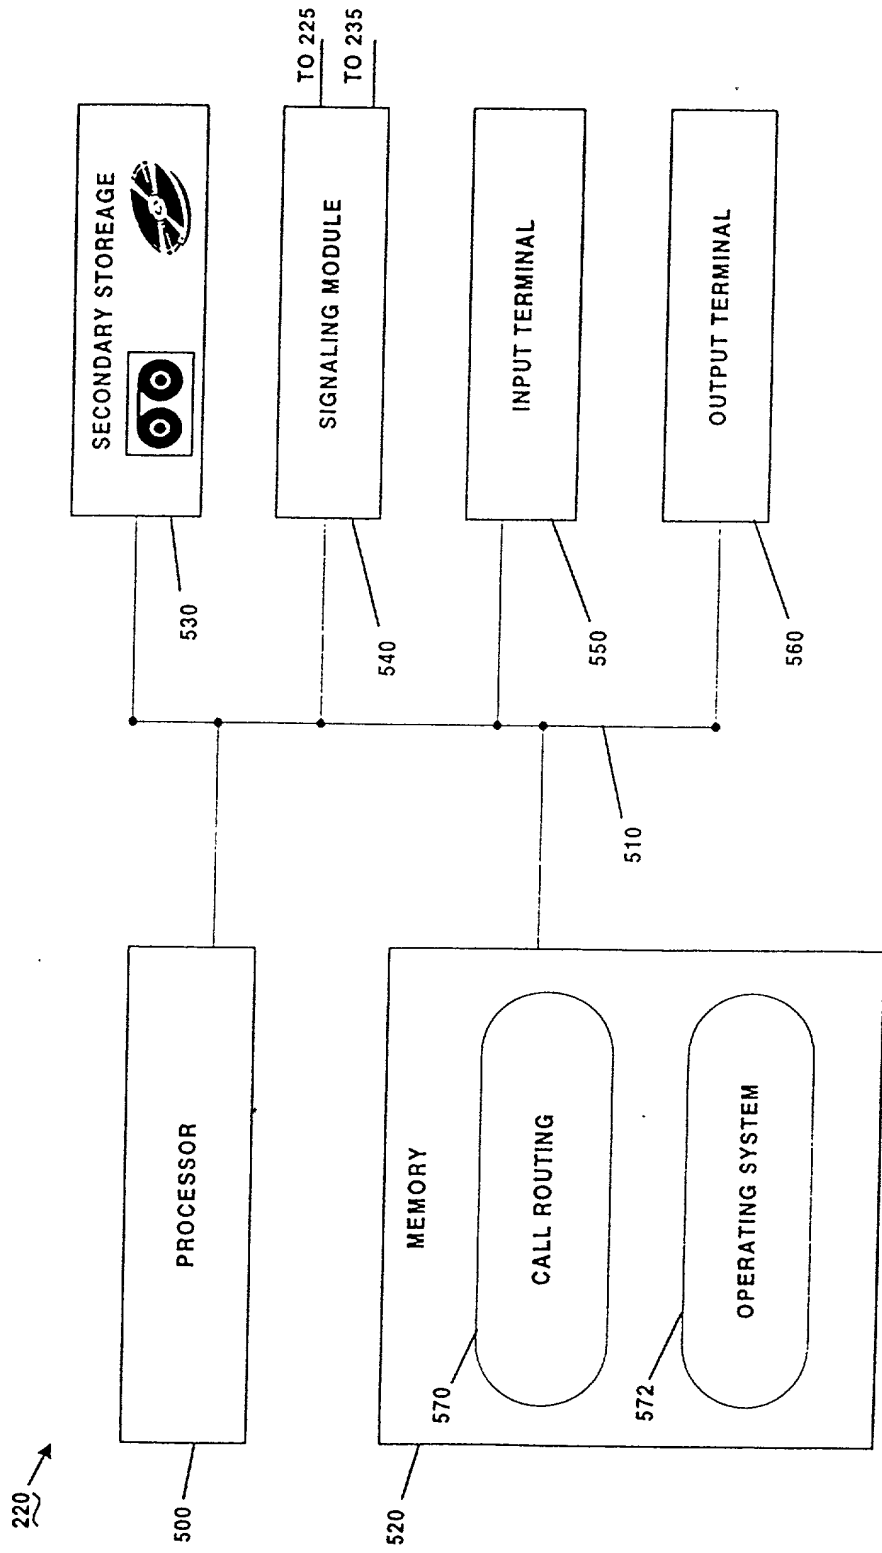 220
PROCESSOR
500
MEMORY
CALL ROUTING
570
OPERATING SYSTEM
572
520
510
SECONDARY STOREAGE
530
SIGNALING MODULE
TO 225
TO 235
540
INPUT TERMINAL
550
OUTPUT TERMINAL
560